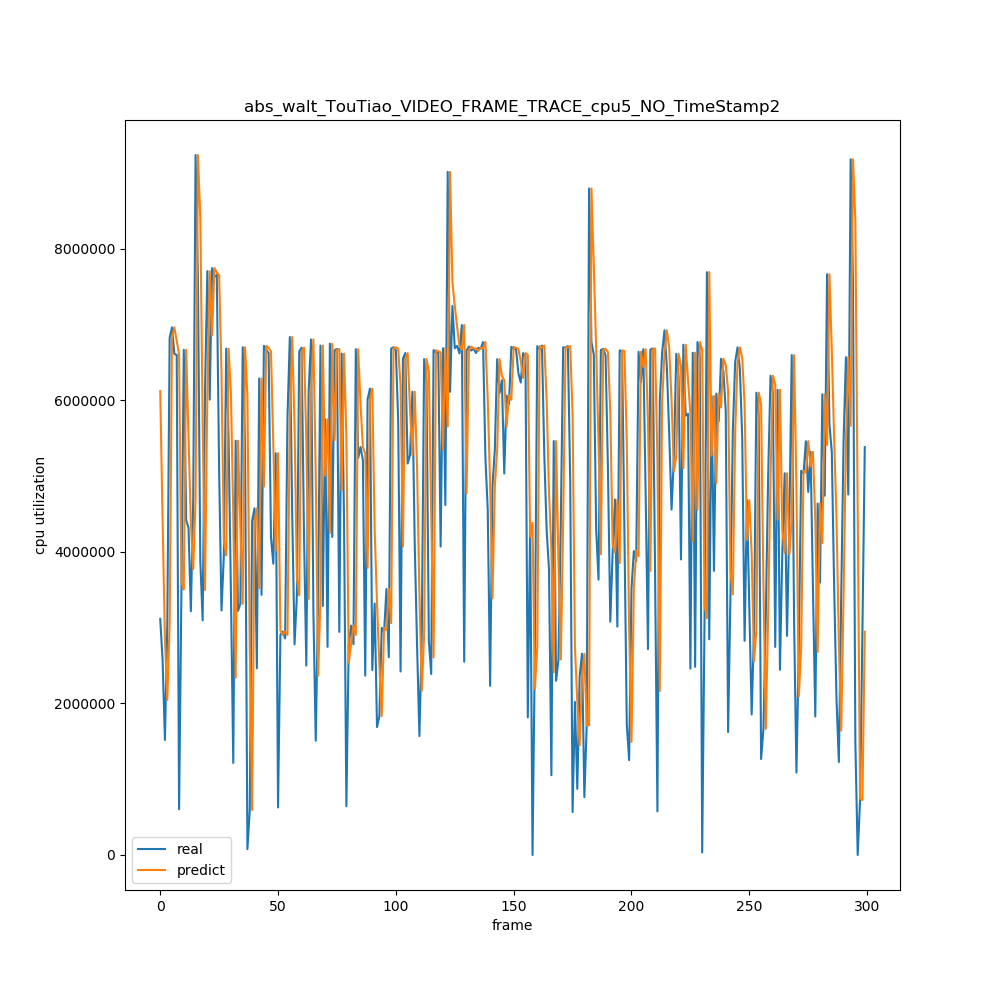 abs_walt_TouTiao_VIDEO_FRAME_TRACE_cpu5_NO_TimeStamp2
8000000
6000000
4000000
2000000
0
cpu utilization
real
predict
0 50 100 150 200 250 300
frame